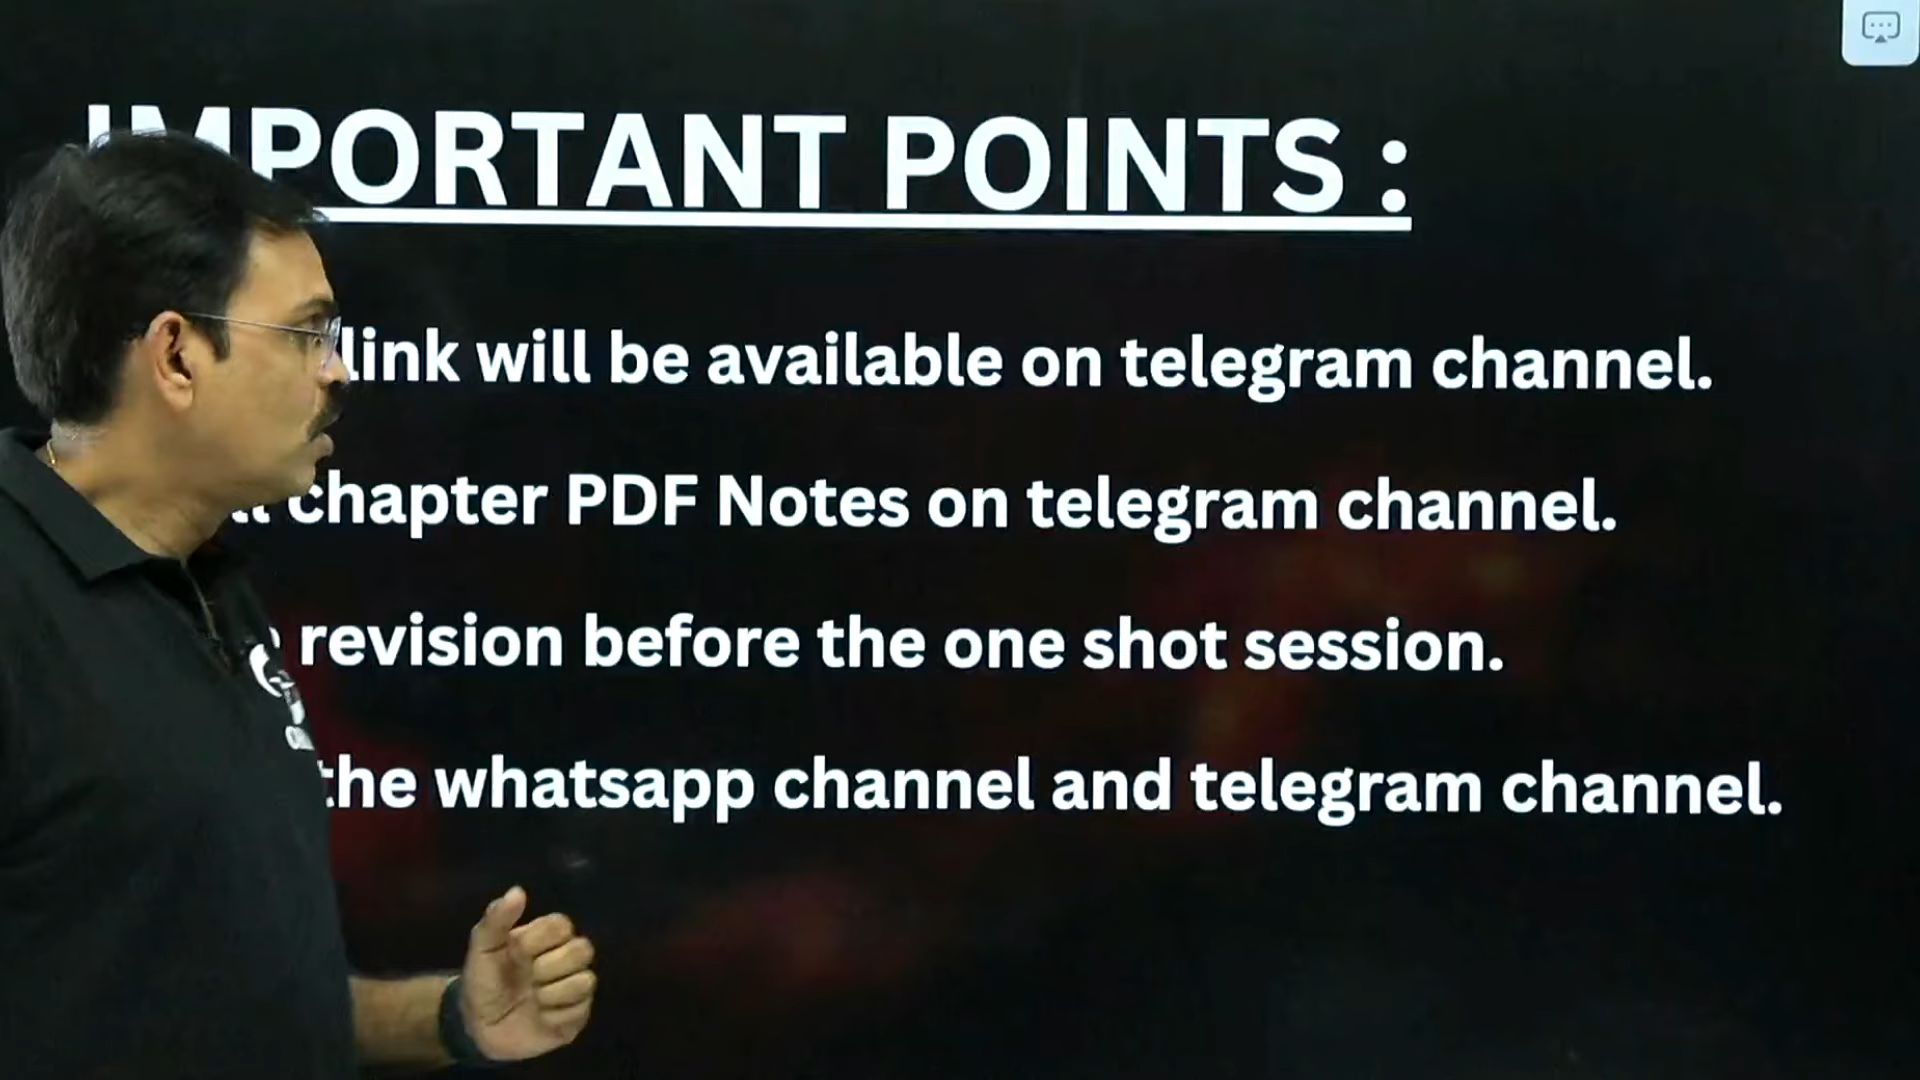 IMPORTANT POINTS :
link will be available on telegram channel.
chapter PDF Notes on telegram channel.
revision before the one shot session.
the whatsapp channel and telegram channel.